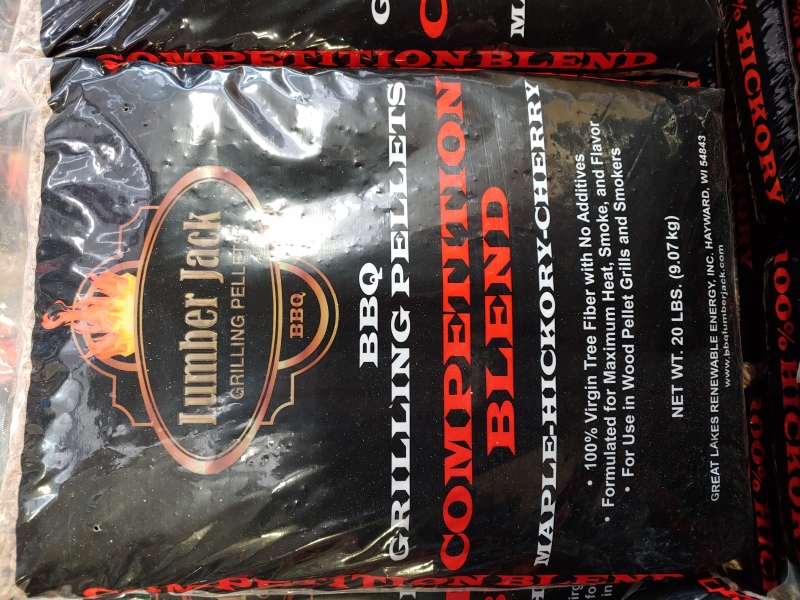 COMPETITION BLEND
Lumber Jack
GRILLING PELLETS
BBQ
BBQ
GRILLING PELLETS
COMPETITION
BLEND
MAPLE-HICKORY-CHERRY
• 100% Virgin Tree Fiber with No Additives
• Formulated for Maximum Heat, Smoke, and Flavor
• For Use in Wood Pellet Grills and Smokers
NET WT. 20 LBS. (9.07kg)
GREAT LAKES RENEWABLE ENERGY, INC. HAYWARD, WI 54843
www.bbqlumberjack.com
COMPETITION BLEND
% HICKORY
100% HICKOR
100% HIC